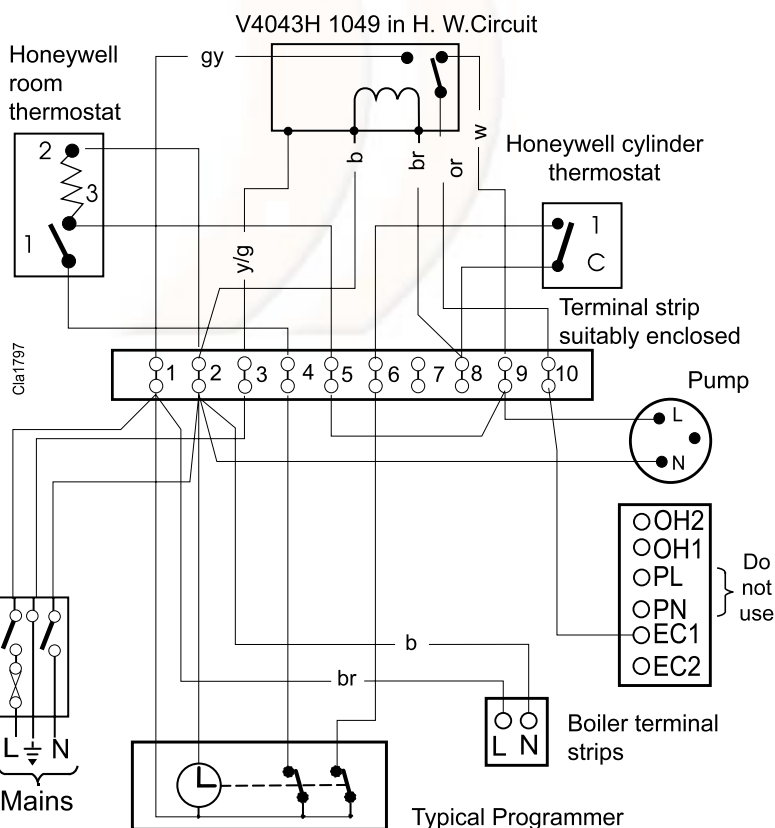 V4043H 1049 in H. W.Circuit
Honeywell
room
thermostat
gy
w
b
br
or
y/g
Honeywell cylinder
thermostat
2
3
1
1
C
Terminal strip
suitably enclosed
Cla1797
1 2 3 4 5 6 7 8 9 10
Pump
L
N
OH2
OH1
PL
PN
EC1
EC2
Do
not
use
b
br
L N
Boiler terminal
strips
L N
Mains
Typical Programmer